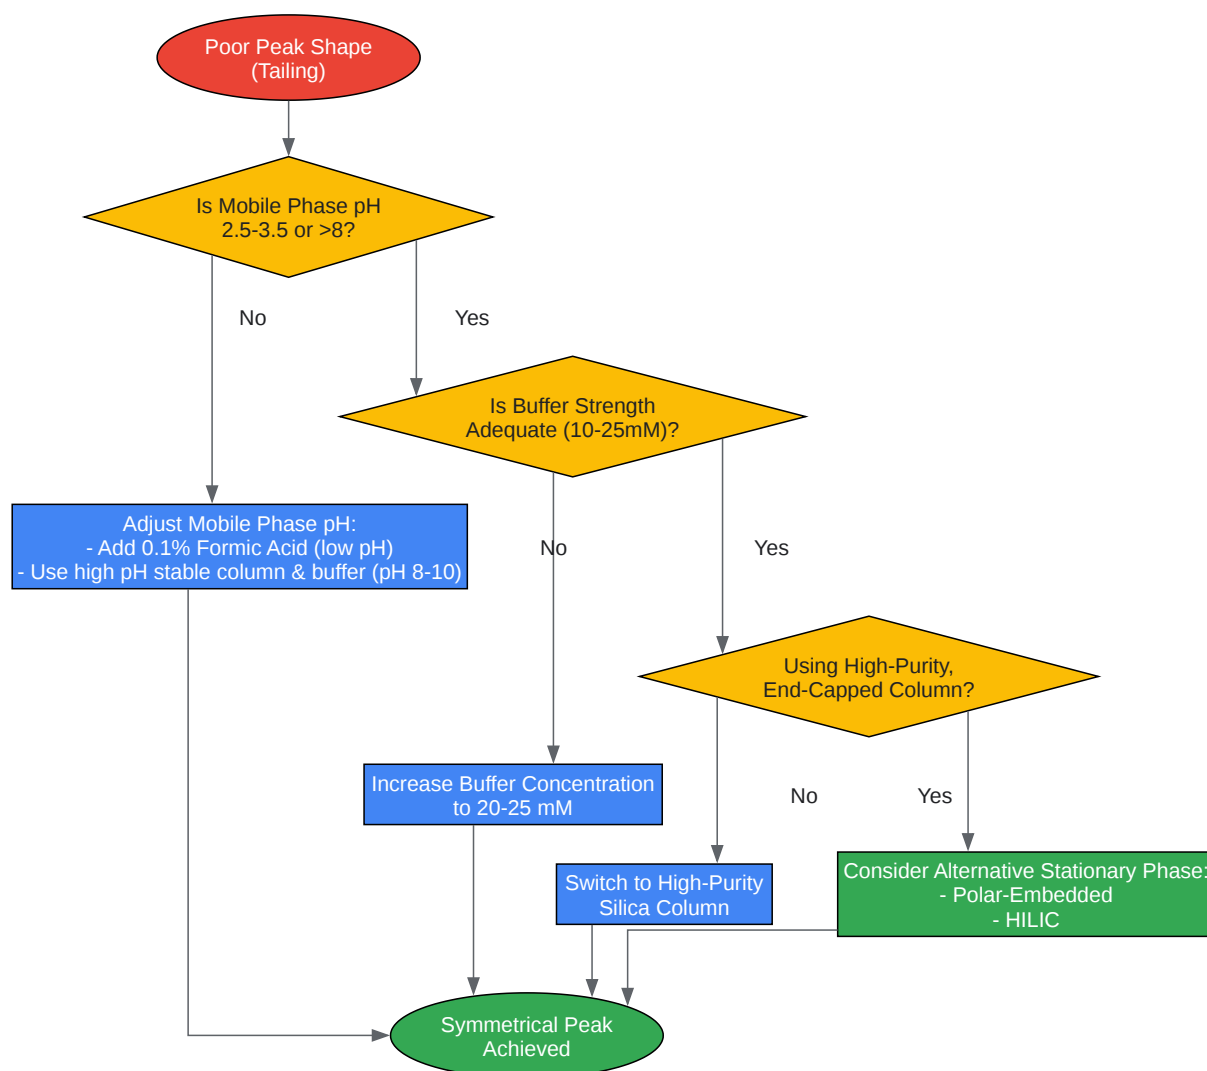 Poor Peak Shape
(Tailing)
Is Mobile Phase pH
2.5-3.5 or >8?
No
Yes
Is Buffer Strength
Adequate (10-25mM)?
Adjust Mobile Phase pH:
- Add 0.1% Formic Acid (low pH)
- Use high pH stable column & buffer (pH 8-10)
No
Yes
Using High-Purity,
End-Capped Column?
Increase Buffer Concentration
to 20-25 mM
No
Yes
Switch to High-Purity
Silica Column
Consider Alternative Stationary Phase:
- Polar-Embedded
- HILIC
Symmetrical Peak
Achieved